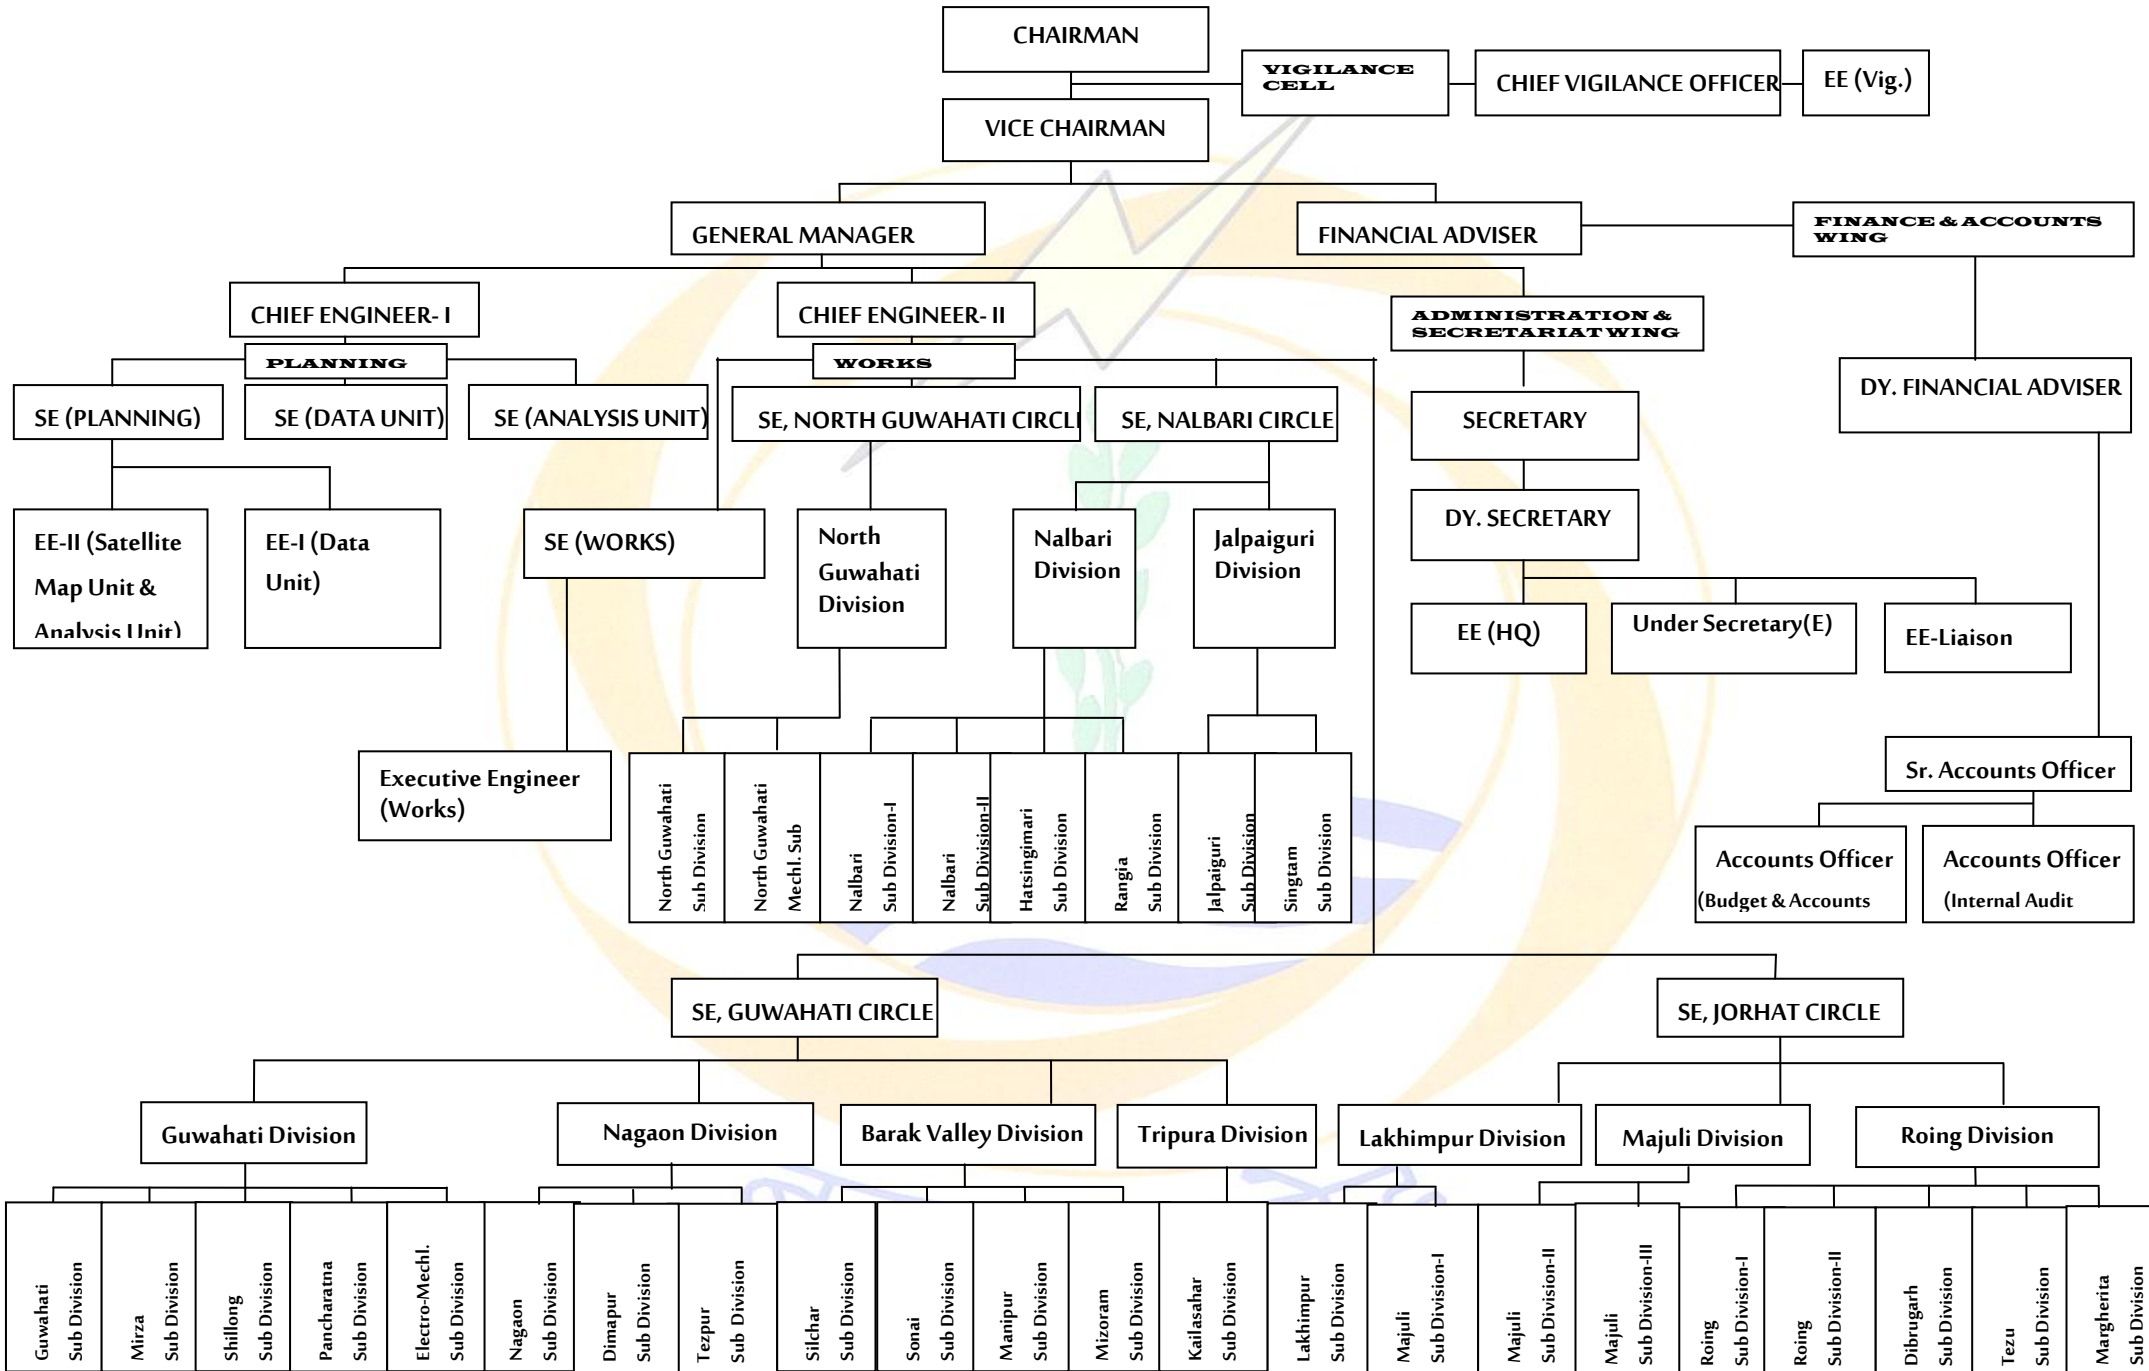 CHAIRMAN
VIGILANCE
CELL
CHIEF VIGILANCE OFFICER
EE (Vig.)
VICE CHAIRMAN
GENERAL MANAGER
FINANCIAL ADVISER
FINANCE & ACCOUNTS
WING
CHIEF ENGINEER- I
CHIEF ENGINEER- II
ADMINISTRATION &
SECRETARIAT WING
PLANNING
WORKS
DY. FINANCIAL ADVISER
SE (PLANNING)
SE (DATA UNIT)
SE (ANALYSIS UNIT)
SE, NORTH GUWAHATI CIRCLE
SE, NALBARI CIRCLE
SECRETARY
DY. SECRETARY
EE-II (Satellite
Map Unit &
Analysis Unit)
EE-I (Data
Unit)
SE (WORKS)
North
Guwahati
Division
Nalbari
Division
Jalpaiguri
Division
EE (HQ)
Under Secretary(E)
EE-Liaison
Executive Engineer
(Works)
North Guwahati
Sub Division
North Guwahati
Mechl. Sub
Nalbari
Sub Division-I
Nalbari
Sub Division-II
Hatsingimari
Sub Division
Rangia
Sub Division
Jalpaiguri
Sub Division
Singtam
Sub Division
Sr. Accounts Officer
Accounts Officer
(Budget & Accounts
Accounts Officer
(Internal Audit
SE, GUWAHATI CIRCLE
SE, JORHAT CIRCLE
Guwahati Division
Nagaon Division
Barak Valley Division
Tripura Division
Lakhimpur Division
Majuli Division
Roing Division
Guwahati
Sub Division
Mirza
Sub Division
Shillong
Sub Division
Pancharatna
Sub Division
Electro-Mechl.
Sub Division
Nagaon
Sub Division
Dimapur
Sub Division
Tezpur
Sub Division
Silchar
Sub Division
Sonai
Sub Division
Manipur
Sub Division
Mizoram
Sub Division
Kailasahar
Sub Division
Lakhimpur
Sub Division
Majuli
Sub Division-I
Majuli
Sub Division-II
Majuli
Sub Division-III
Roing
Sub Division-I
Roing
Sub Division-II
Dibrugarh
Sub Division
Tezu
Sub Division
Margherita
Sub Division